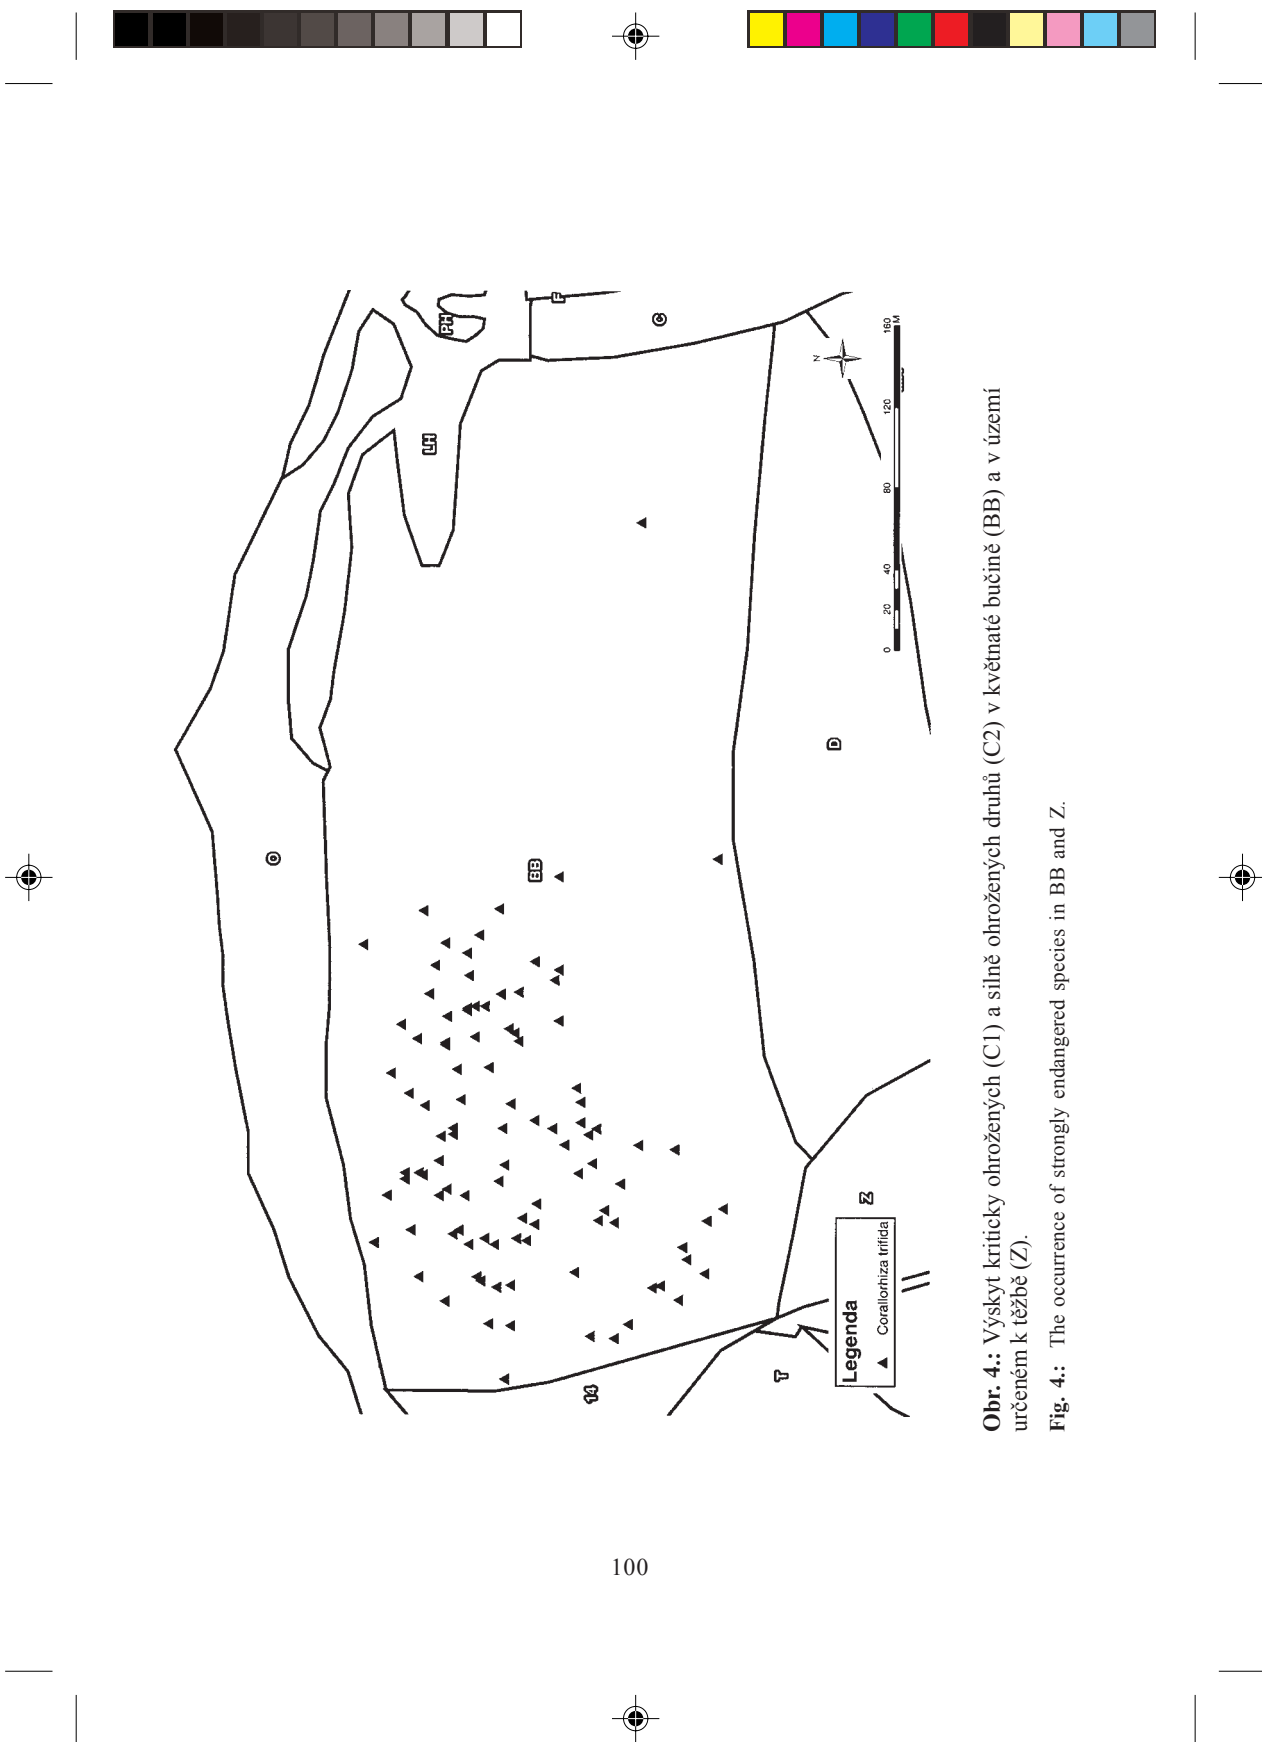 PH
F
C
LH
O
BB
D
N
0 20 40 80 120 160
M
14
T
Z
Legenda
Corallorhiza trifida
Obr. 4.: Výskyt kriticky ohrožených (C1) a silně ohrožených druhů (C2) v květnaté bučině (BB) a v území
určeném k těžbě (Z).
Fig. 4.: The occurrence of strongly endangered species in BB and Z.
100